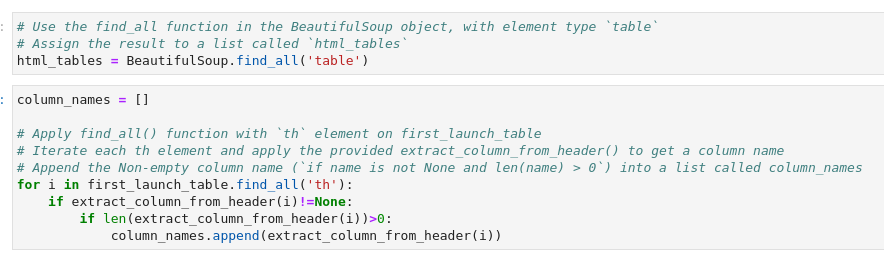 # Use the find_all function in the BeautifulSoup object, with element type `table`
# Assign the result to a list called `html_tables`
html_tables = BeautifulSoup.find_all('table')
column_names = []
# Apply find_all() function with `th` element on first_launch_table
# Iterate each th element and apply the provided extract_column_from_header() to get a column name
# Append the Non-empty column name (`if name is not None and len(name) > 0`) into a list called column_names
for i in first_launch_table.find_all('th'):
    if extract_column_from_header(i)!=None:
        if len(extract_column_from_header(i))>0:
            column_names.append(extract_column_from_header(i))